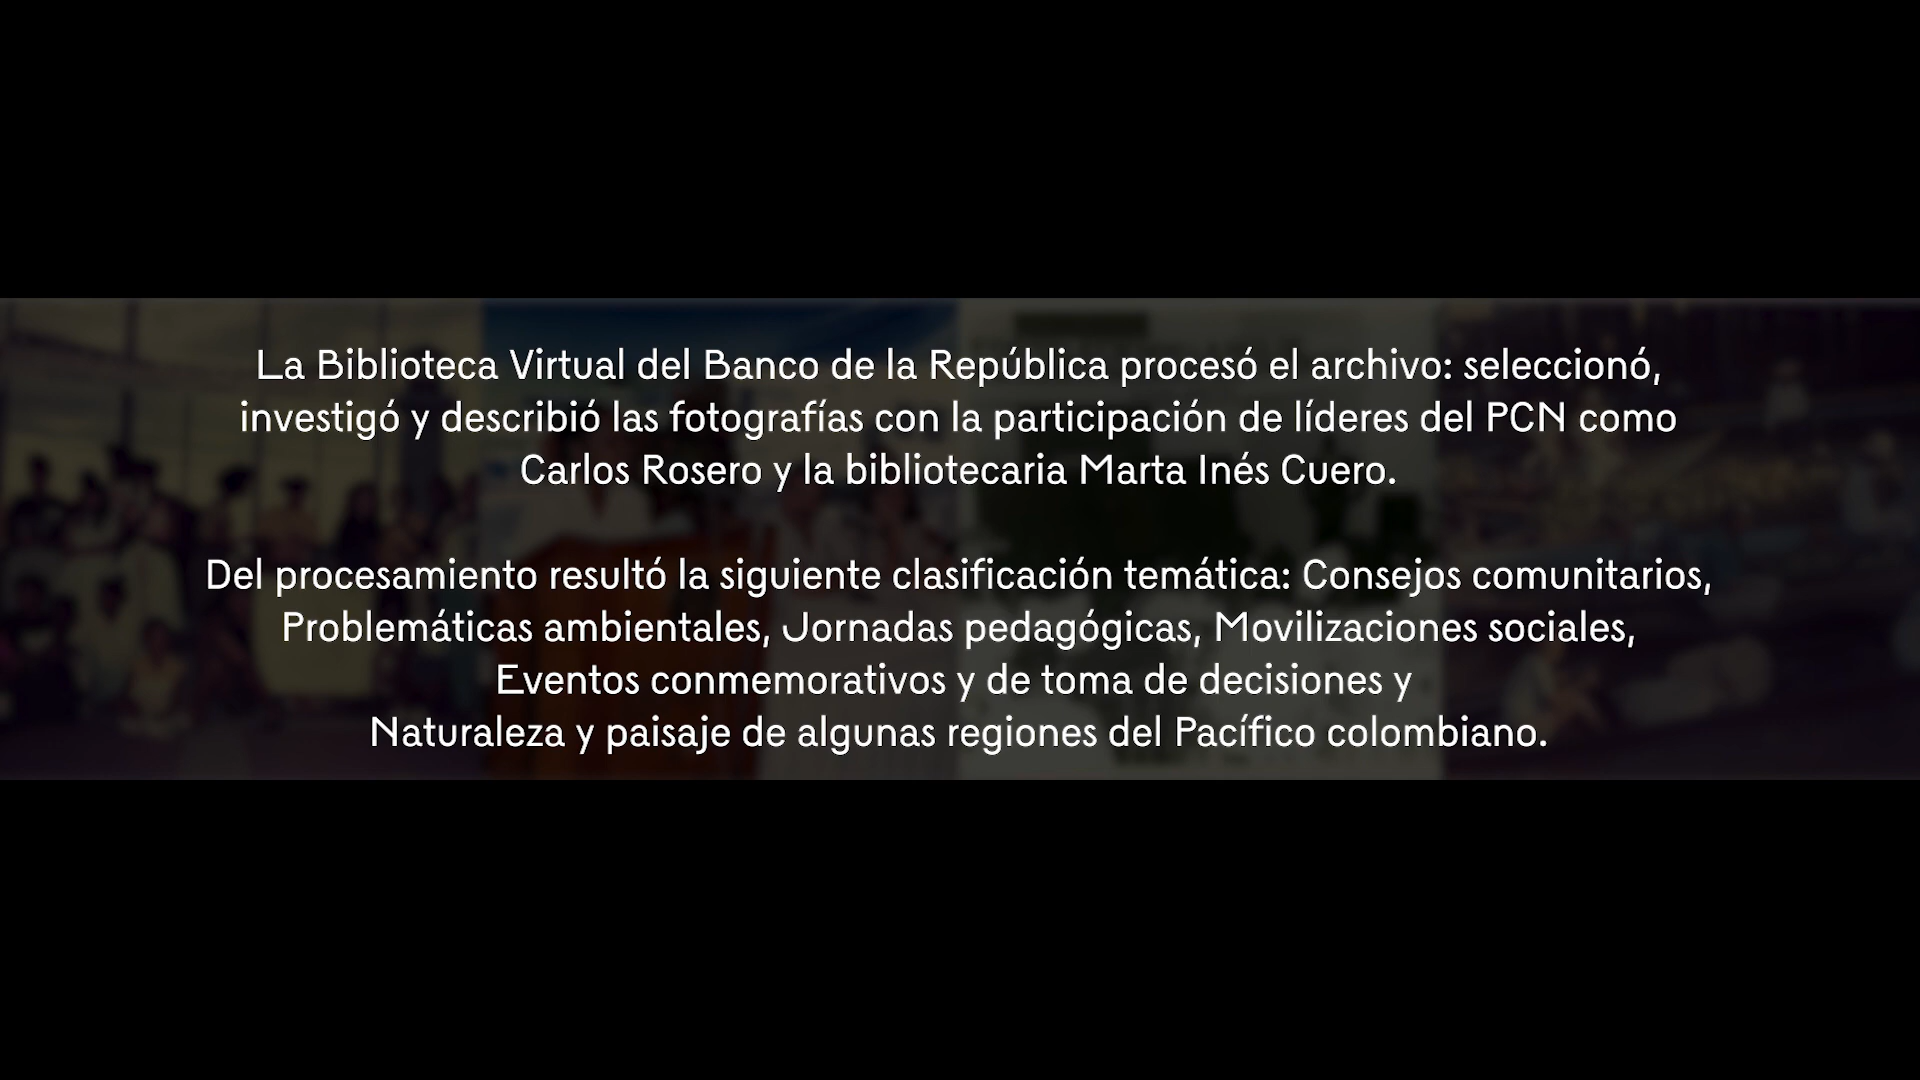 La Biblioteca Virtual del Banco de la República procesó el archivo: seleccionó,
investigó y describió las fotografías con la participación de líderes del PCN como
Carlos Rosero y la bibliotecaria Marta Inés Cuero.
Del procesamiento resultó la siguiente clasificación temática: Consejos comunitarios,
Problemáticas ambientales, Jornadas pedagógicas, Movilizaciones sociales,
Eventos conmemorativos y de toma de decisiones y
Naturaleza y paisaje de algunas regiones del Pacífico colombiano.